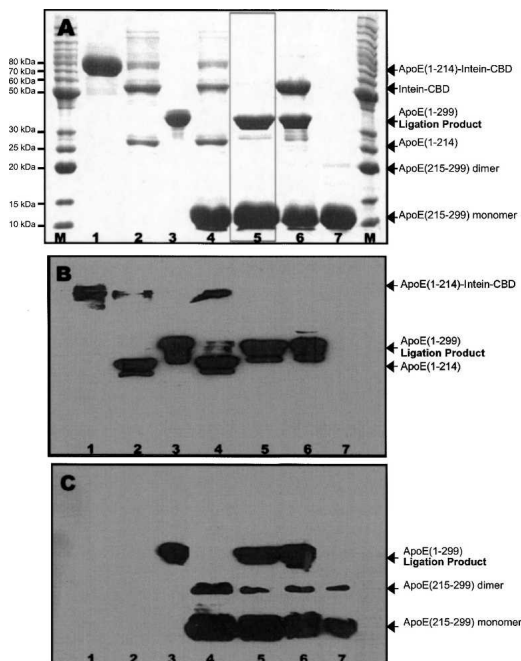 A
80 kDa
70 kDa
60 kDa
50 kDa
30 kDa
25 kDa
20 kDa
15 kDa
10 kDa
M 1 2 3 4 5 6 7 M
ApoE(1-214)-Intein-CBD
Intein-CBD
ApoE(1-299)
Ligation Product
ApoE(1-214)
ApoE(215-299) dimer
ApoE(215-299) monomer
B
1 2 3 4 5 6 7
ApoE(1-214)-Intein-CBD
ApoE(1-299)
Ligation Product
ApoE(1-214)
C
1 2 3 4 5 6 7
ApoE(1-299)
Ligation Product
ApoE(215-299) dimer
ApoE(215-299) monomer